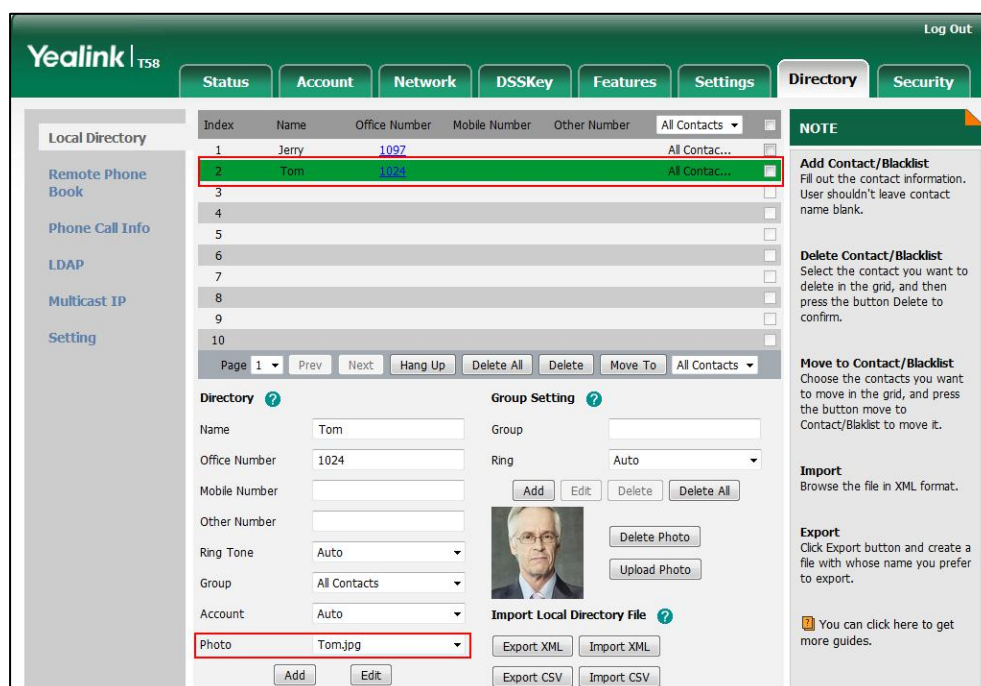 Log Out
Yealink T58
Status Account Network DSSKey Features Settings Directory Security
Local Directory
Remote Phone
Book
Phone Call Info
LDAP
Multicast IP
Setting
Index Name Office Number Mobile Number Other Number All Contacts
1 Jerry 1097 All Contac...
2 Tom 1024 All Contac...
3
4
5
6
7
8
9
10
Page 1 Prev Next Hang Up Delete All Delete Move To All Contacts
Directory ?
Name Tom
Office Number 1024
Mobile Number
Other Number
Ring Tone Auto
Group All Contacts
Account Auto
Photo Tom.jpg
Add Edit
Group Setting ?
Group
Ring Auto
Add Edit Delete Delete All
Delete Photo
Upload Photo
Import Local Directory File ?
Export XML Import XML
Export CSV Import CSV
NOTE
Add Contact/Blacklist
Fill out the contact information.
User shouldn't leave contact
name blank.
Delete Contact/Blacklist
Select the contact you want to
delete in the grid, and then
press the button Delete to
confirm.
Move to Contact/Blacklist
Choose the contacts you want
to move in the grid, and press
the button move to
Contact/Blaklist to move it.
Import
Browse the file in XML format.
Export
Click Export button and create a
file with whose name you prefer
to export.
? You can click here to get
more guides.